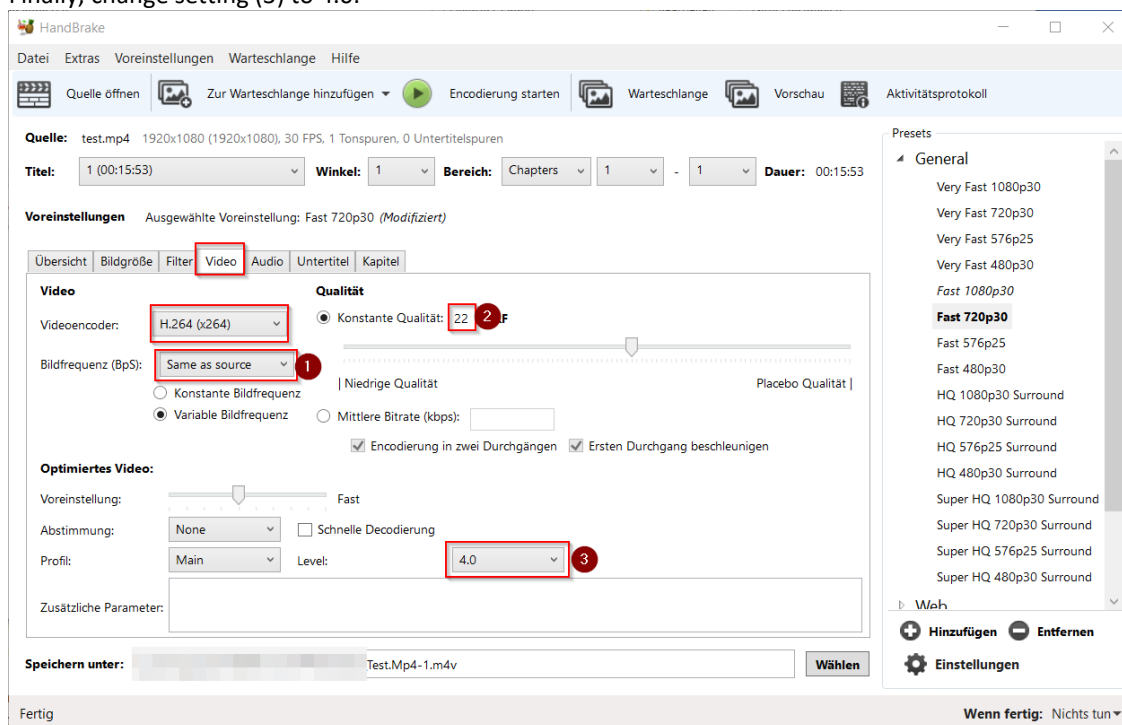 Finally, change setting (3) to 4.0.
HandBrake
Datei Extras Voreinstellungen Warteschlange Hilfe
Quelle öffnen Zur Warteschlange hinzufügen Encodierung starten Warteschlange Vorschau Aktivitätsprotokoll
Quelle: test.mp4 1920x1080 (1920x1080), 30 FPS, 1 Tonspuren, 0 Untertitelspuren
Titel: 1 (00:15:53) Winkel: 1 Bereich: Chapters 1 - 1 Dauer: 00:15:53
Voreinstellungen Ausgewählte Voreinstellung: Fast 720p30 (Modifiziert)
Übersicht Bildgröße Filter Video Audio Untertitel Kapitel
Video Qualität
Videoencoder: H.264 (x264) Konstante Qualität: 22 2
Bildfrequenz (BpS): Same as source 1
| Niedrige Qualität Placebo Qualität |
Konstante Bildfrequenz
Variable Bildfrequenz Mittlere Bitrate (kbps):
Encodierung in zwei Durchgängen Ersten Durchgang beschleunigen
Optimiertes Video:
Voreinstellung: Fast
Abstimmung: None Schnelle Decodierung
Profil: Main Level: 4.0 3
Zusätzliche Parameter:
Speichern unter: Test.Mp4-1.m4v Wählen
Presets
General
Very Fast 1080p30
Very Fast 720p30
Very Fast 576p25
Very Fast 480p30
Fast 1080p30
Fast 720p30
Fast 576p25
Fast 480p30
HQ 1080p30 Surround
HQ 720p30 Surround
HQ 576p25 Surround
HQ 480p30 Surround
Super HQ 1080p30 Surround
Super HQ 720p30 Surround
Super HQ 576p25 Surround
Super HQ 480p30 Surround
Web
Hinzufügen Entfernen
Einstellungen
Fertig Wenn fertig: Nichts tun